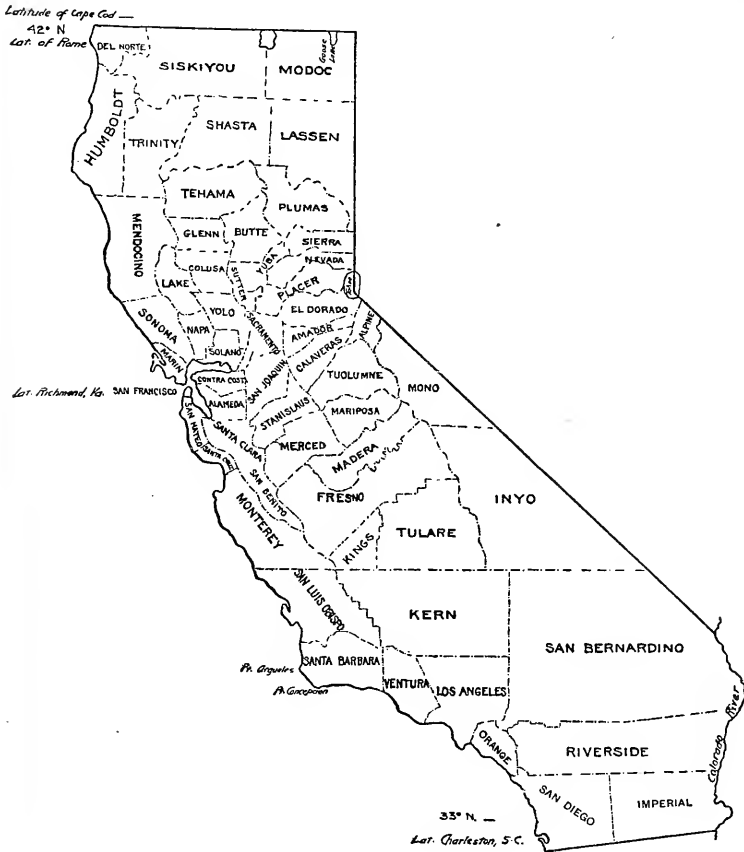 Latitude of Cape Cod
42° N
Lat. of Rome
DEL NORTE
SISKIYOU
MODOC
Goose Lake
HUMBOLDT
TRINITY
SHASTA
LASSEN
TEHAMA
PLUMAS
MENDOCINO
GLENN
BUTTE
SIERRA
NEVADA
YUBA
COLUSA
SUTTER
PLACER
LAKE
YOLO
EL DORADO
SACRAMENTO
AMADOR
ALPINE
SONOMA
NAPA
SOLANO
CALAVERAS
MARIN
CONTRA COSTA
SAN JOAQUIN
TUOLUMNE
MONO
Lat. Richmond, Va.
SAN FRANCISCO
ALAMEDA
STANISLAUS
MARIPOSA
SAN MATEO
SANTA CLARA
MERCED
SANTA CRUZ
MADERA
SAN BENITO
FRESNO
INYO
MONTEREY
KINGS
TULARE
SAN LUIS OBISPO
KERN
SAN BERNARDINO
SANTA BARBARA
Pt. Arguelos
VENTURA
LOS ANGELES
Pt. Concepcion
Colorado River
ORANGE
RIVERSIDE
SAN DIEGO
IMPERIAL
33° N.
Lat. Charleston, S.C.